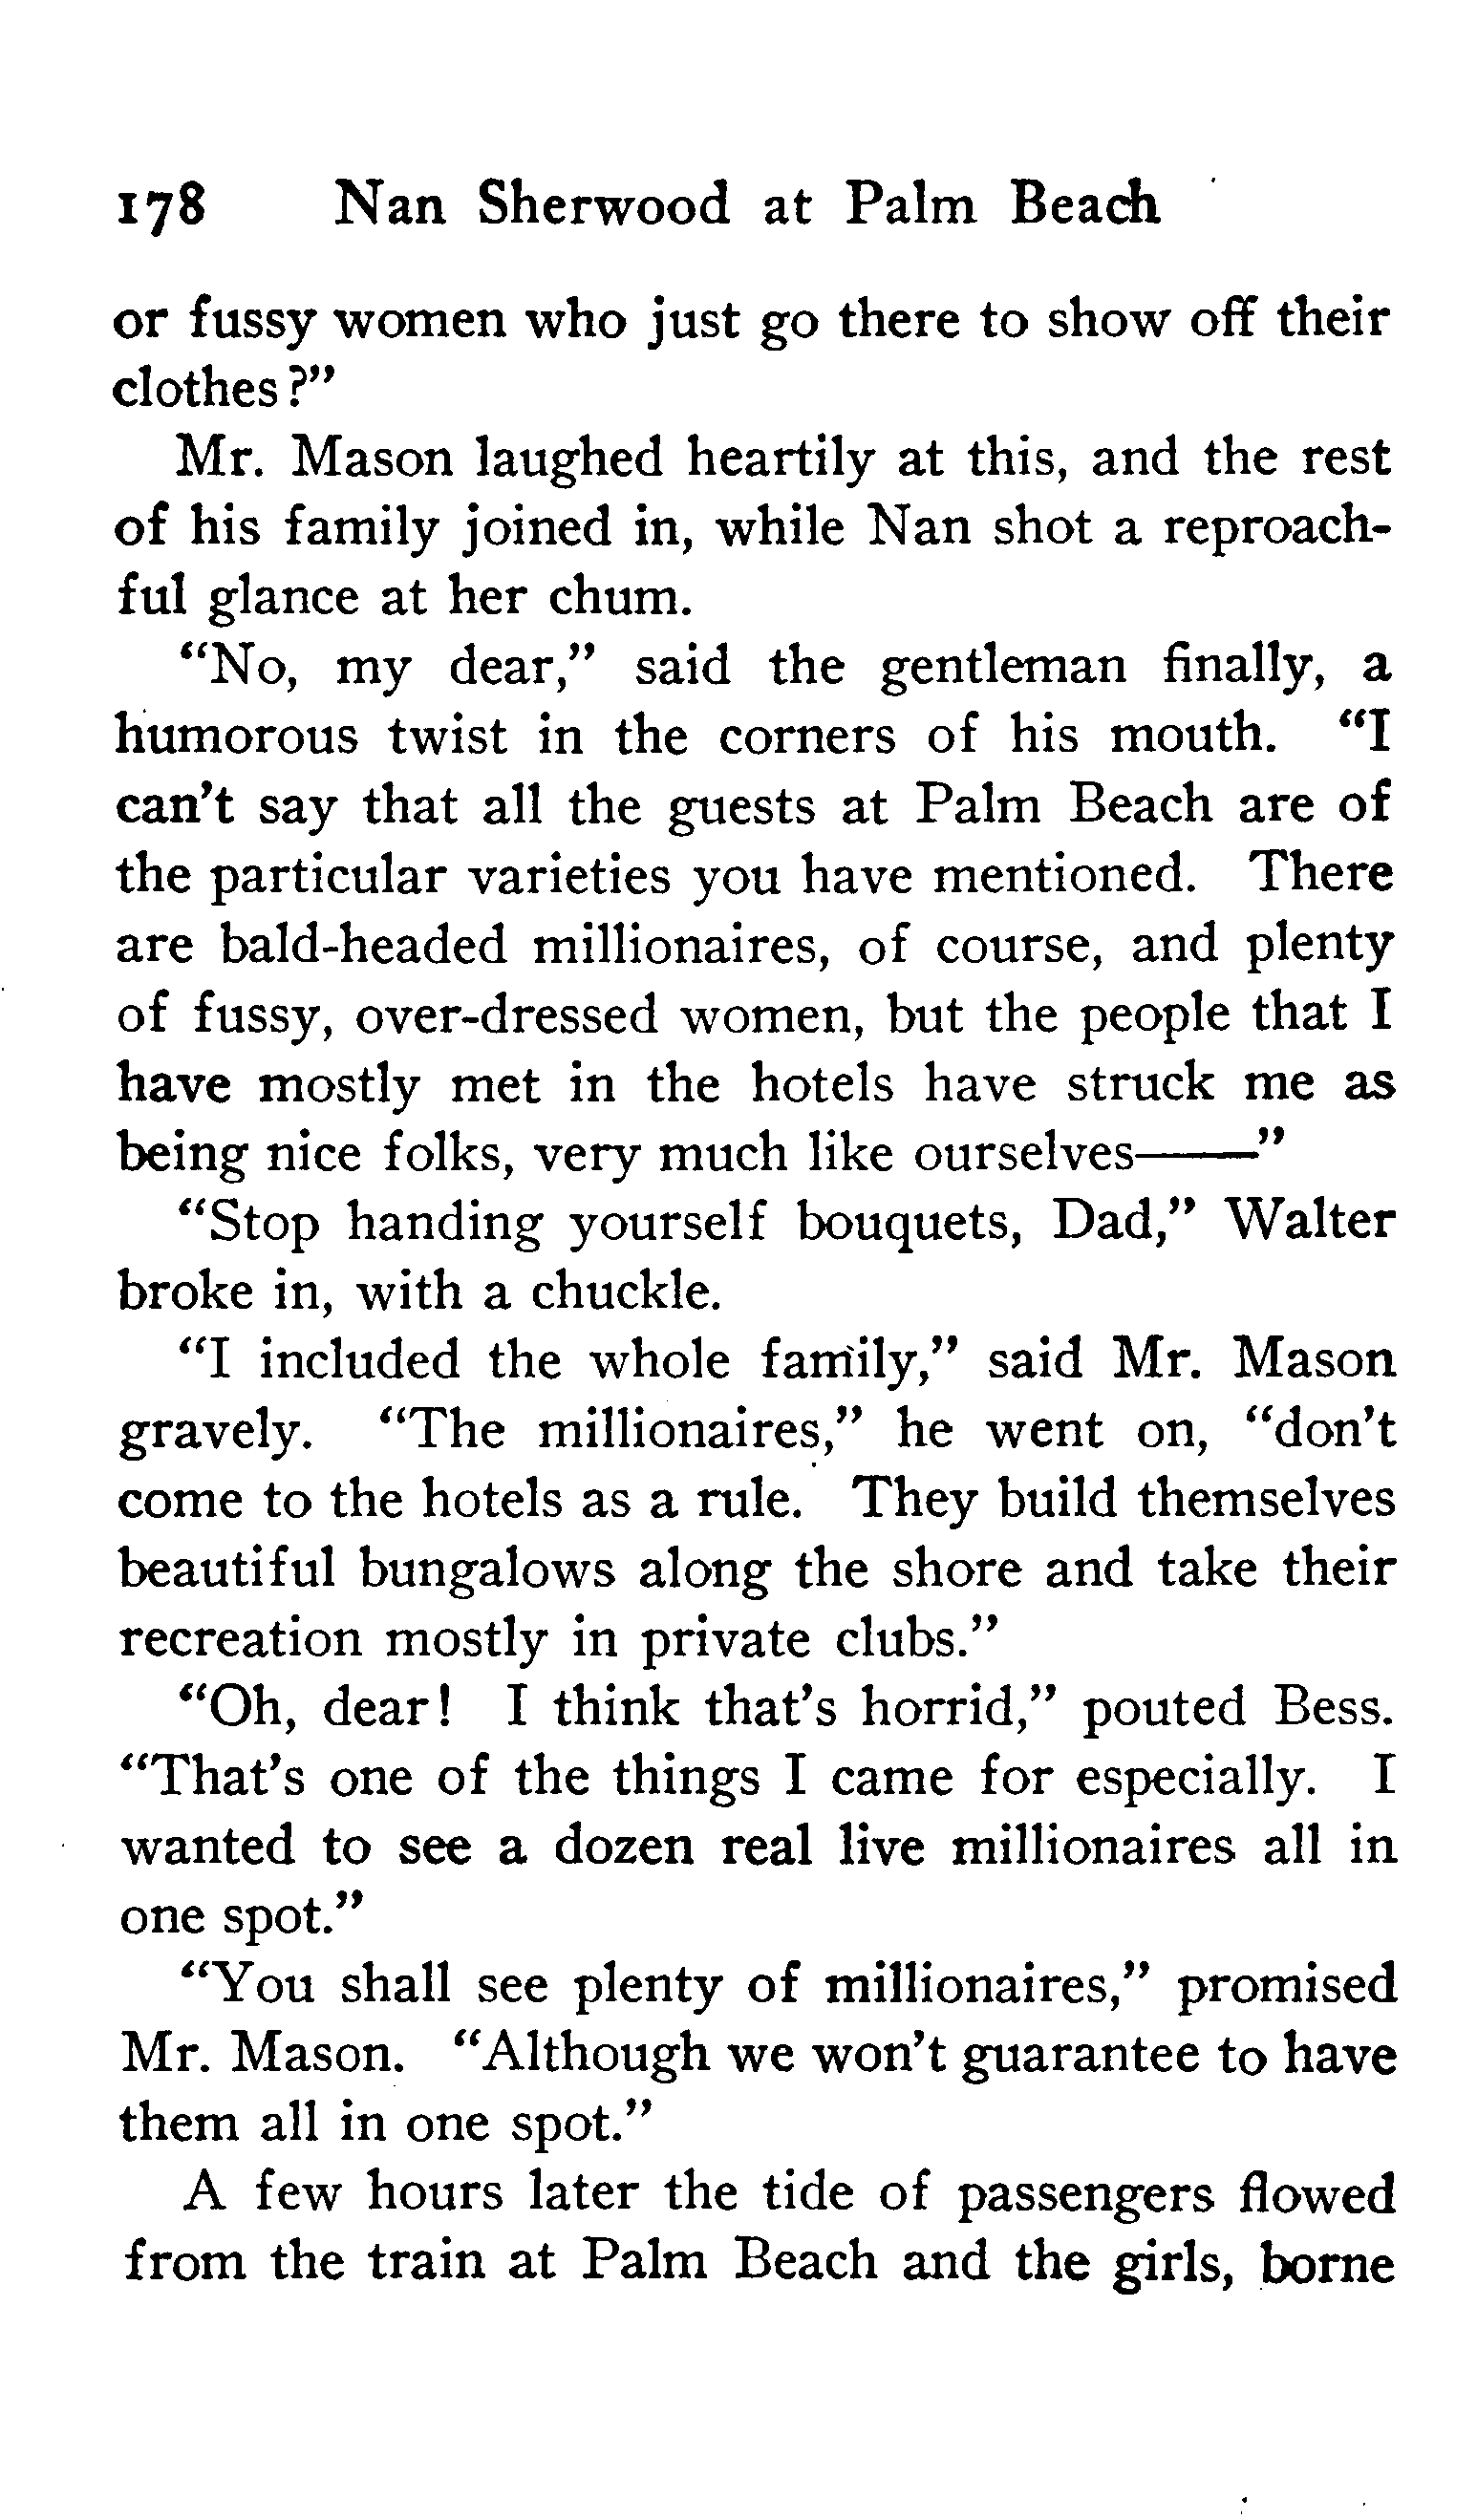 178 Nan Sherwood at Palm Beach
or fussy women who just go there to show off their
clothes?"
Mr. Mason laughed heartily at this, and the rest
of his family joined in, while Nan shot a reproach-
ful glance at her chum.
"No, my dear," said the gentleman finally, a
humorous twist in the corners of his mouth. "I
can't say that all the guests at Palm Beach are of
the particular varieties you have mentioned. There
are bald-headed millionaires, of course, and plenty
of fussy, over-dressed women, but the people that I
have mostly met in the hotels have struck me as
being nice folks, very much like ourselves——"
"Stop handing yourself bouquets, Dad," Walter
broke in, with a chuckle.
"I included the whole family," said Mr. Mason
gravely. "The millionaires," he went on, "don't
come to the hotels as a rule. They build themselves
beautiful bungalows along the shore and take their
recreation mostly in private clubs."
"Oh, dear! I think that's horrid," pouted Bess.
"That's one of the things I came for especially. I
wanted to see a dozen real live millionaires all in
one spot."
"You shall see plenty of millionaires," promised
Mr. Mason. "Although we won't guarantee to have
them all in one spot."
A few hours later the tide of passengers flowed
from the train at Palm Beach and the girls, borne